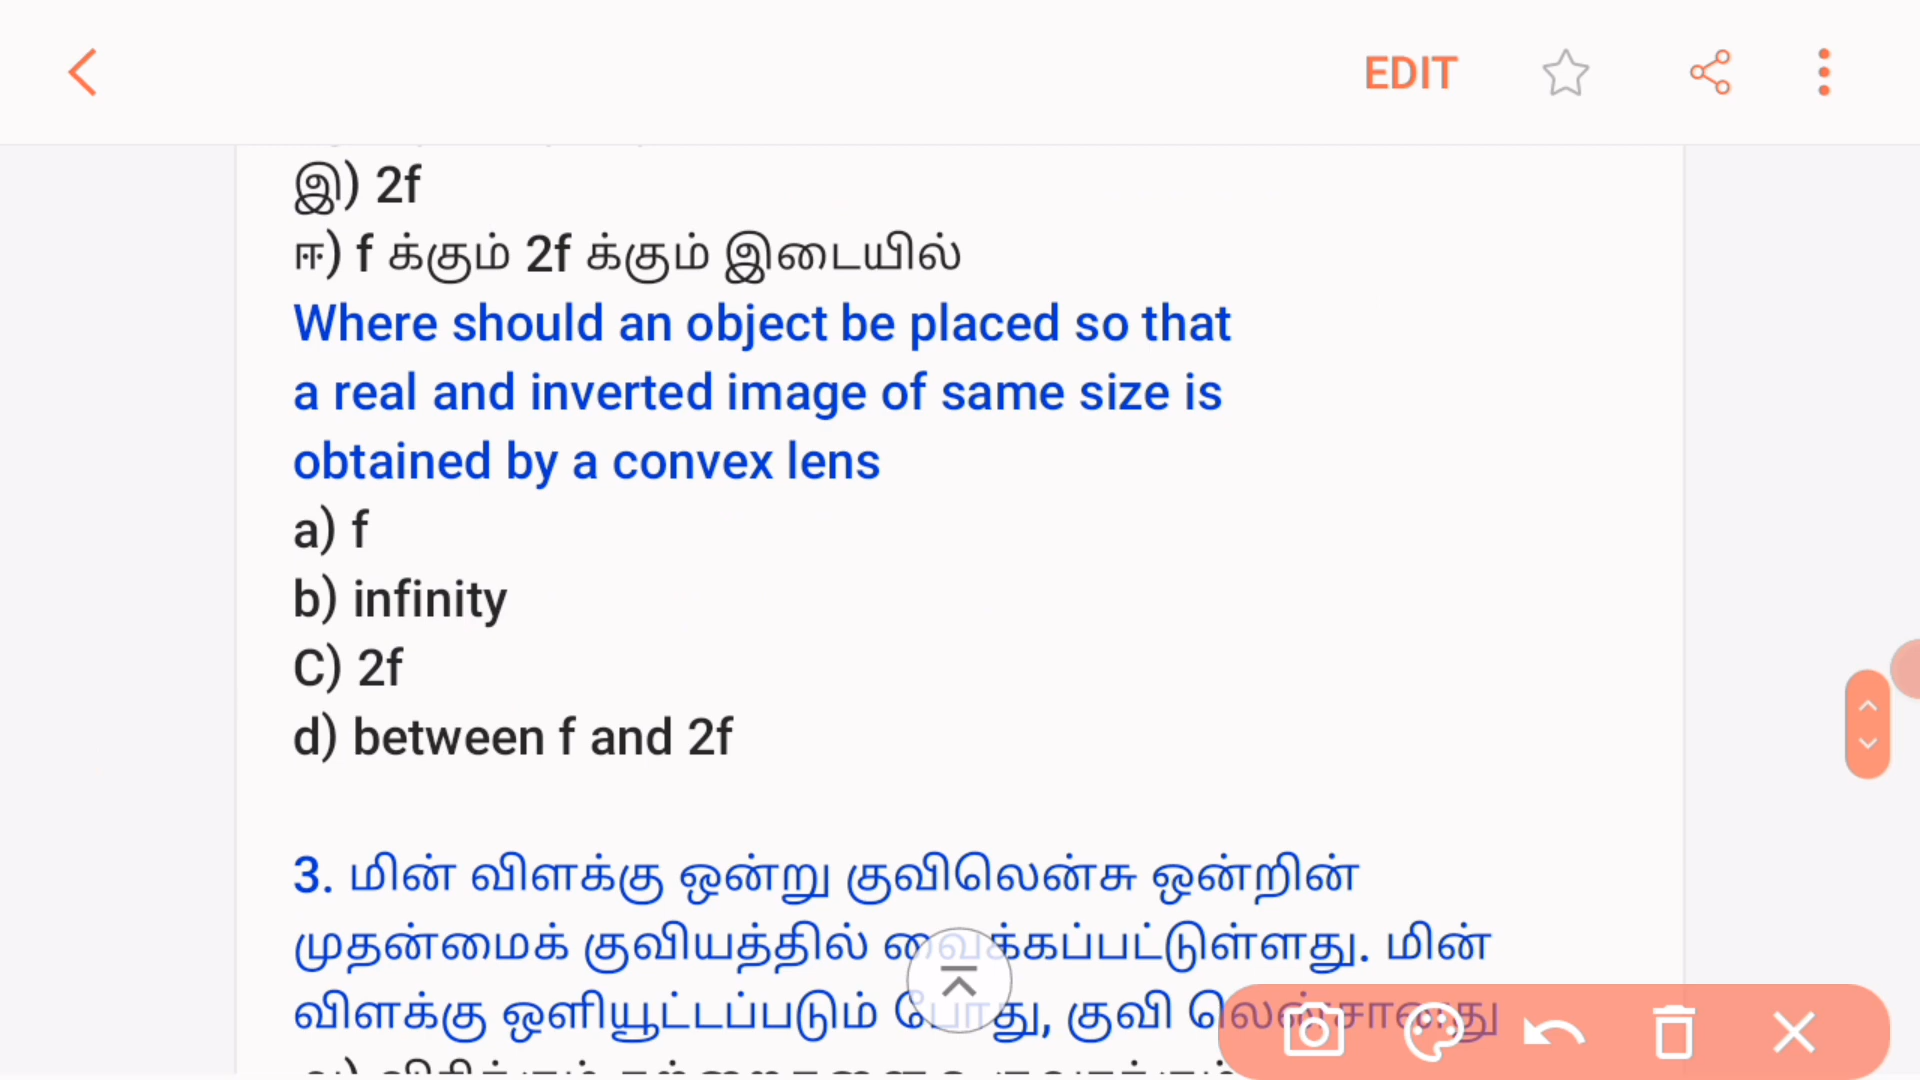 EDIT
இ) 2f
ஈ) f க்கும் 2f க்கும் இடையில்
Where should an object be placed so that
a real and inverted image of same size is
obtained by a convex lens
a) f
b) infinity
C) 2f
d) between f and 2f
3. மின் விளக்கு ஒன்று குவிலென்சு ஒன்றின்
முதன்மைக் குவியத்தில் வைக்கப்பட்டுள்ளது. மின்
விளக்கு ஒளியூட்டப்படும் போது, குவி லென்சானது